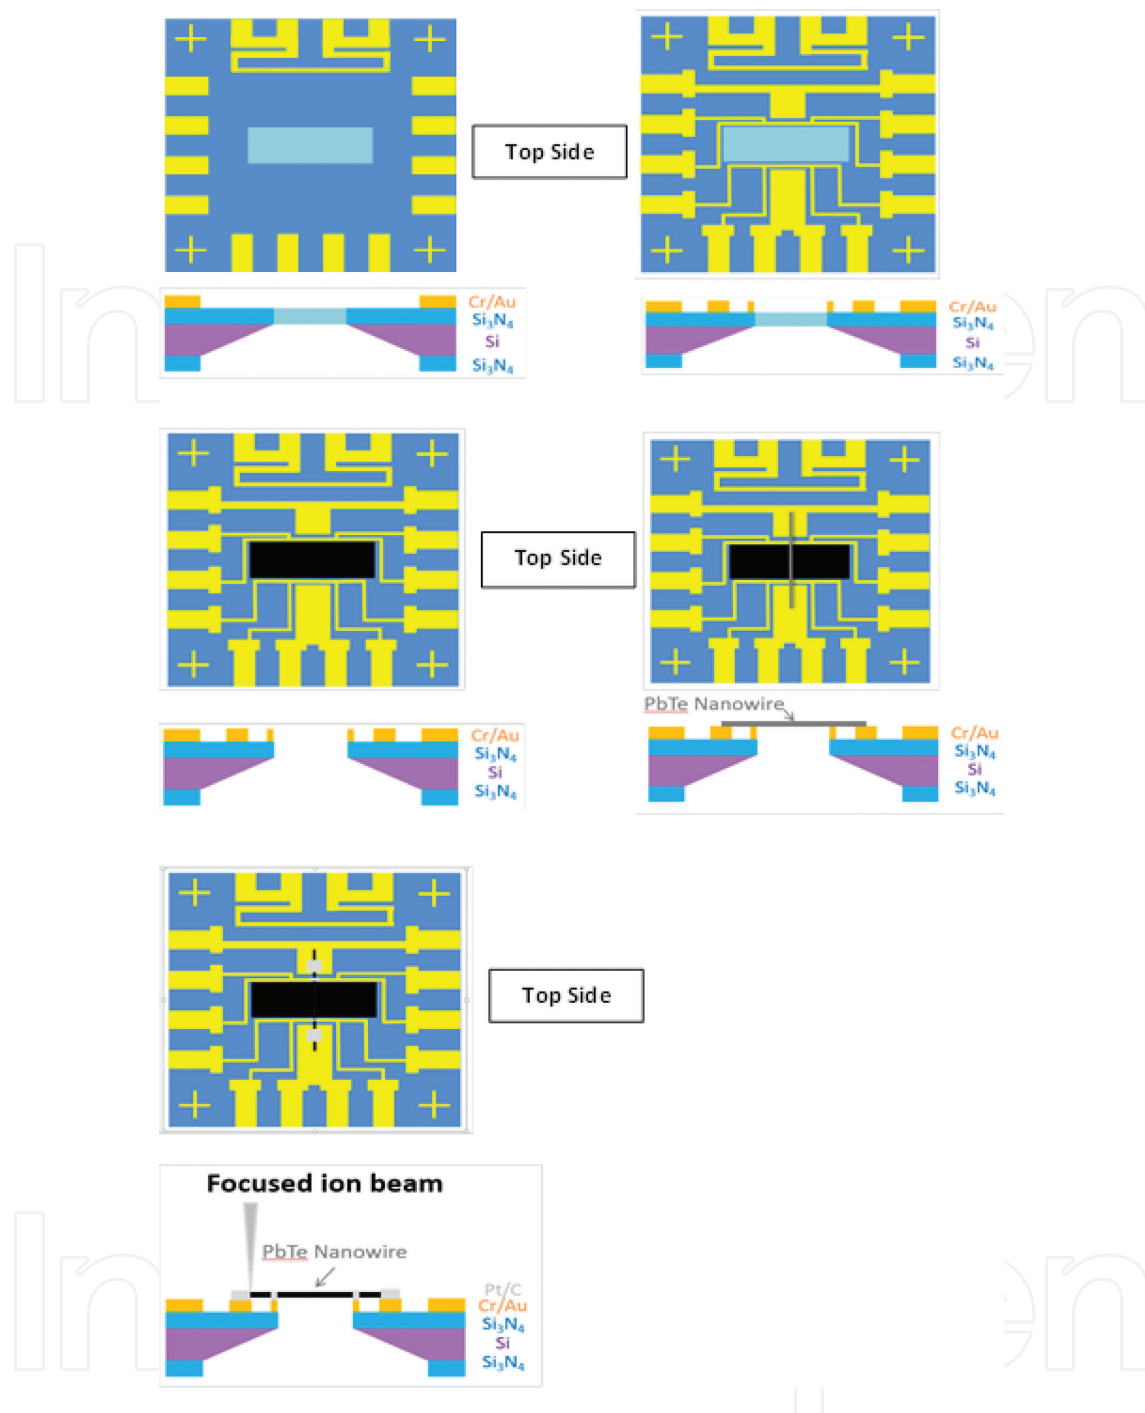 Top Side
Cr/Au
Si₃N₄
Si
Si₃N₄
Cr/Au
Si₃N₄
Si
Si₃N₄
Top Side
PbTe Nanowire
Cr/Au
Si₃N₄
Si
Si₃N₄
Cr/Au
Si₃N₄
Si
Si₃N₄
Top Side
Focused ion beam
PbTe Nanowire
Pt/C
Cr/Au
Si₃N₄
Si
Si₃N₄